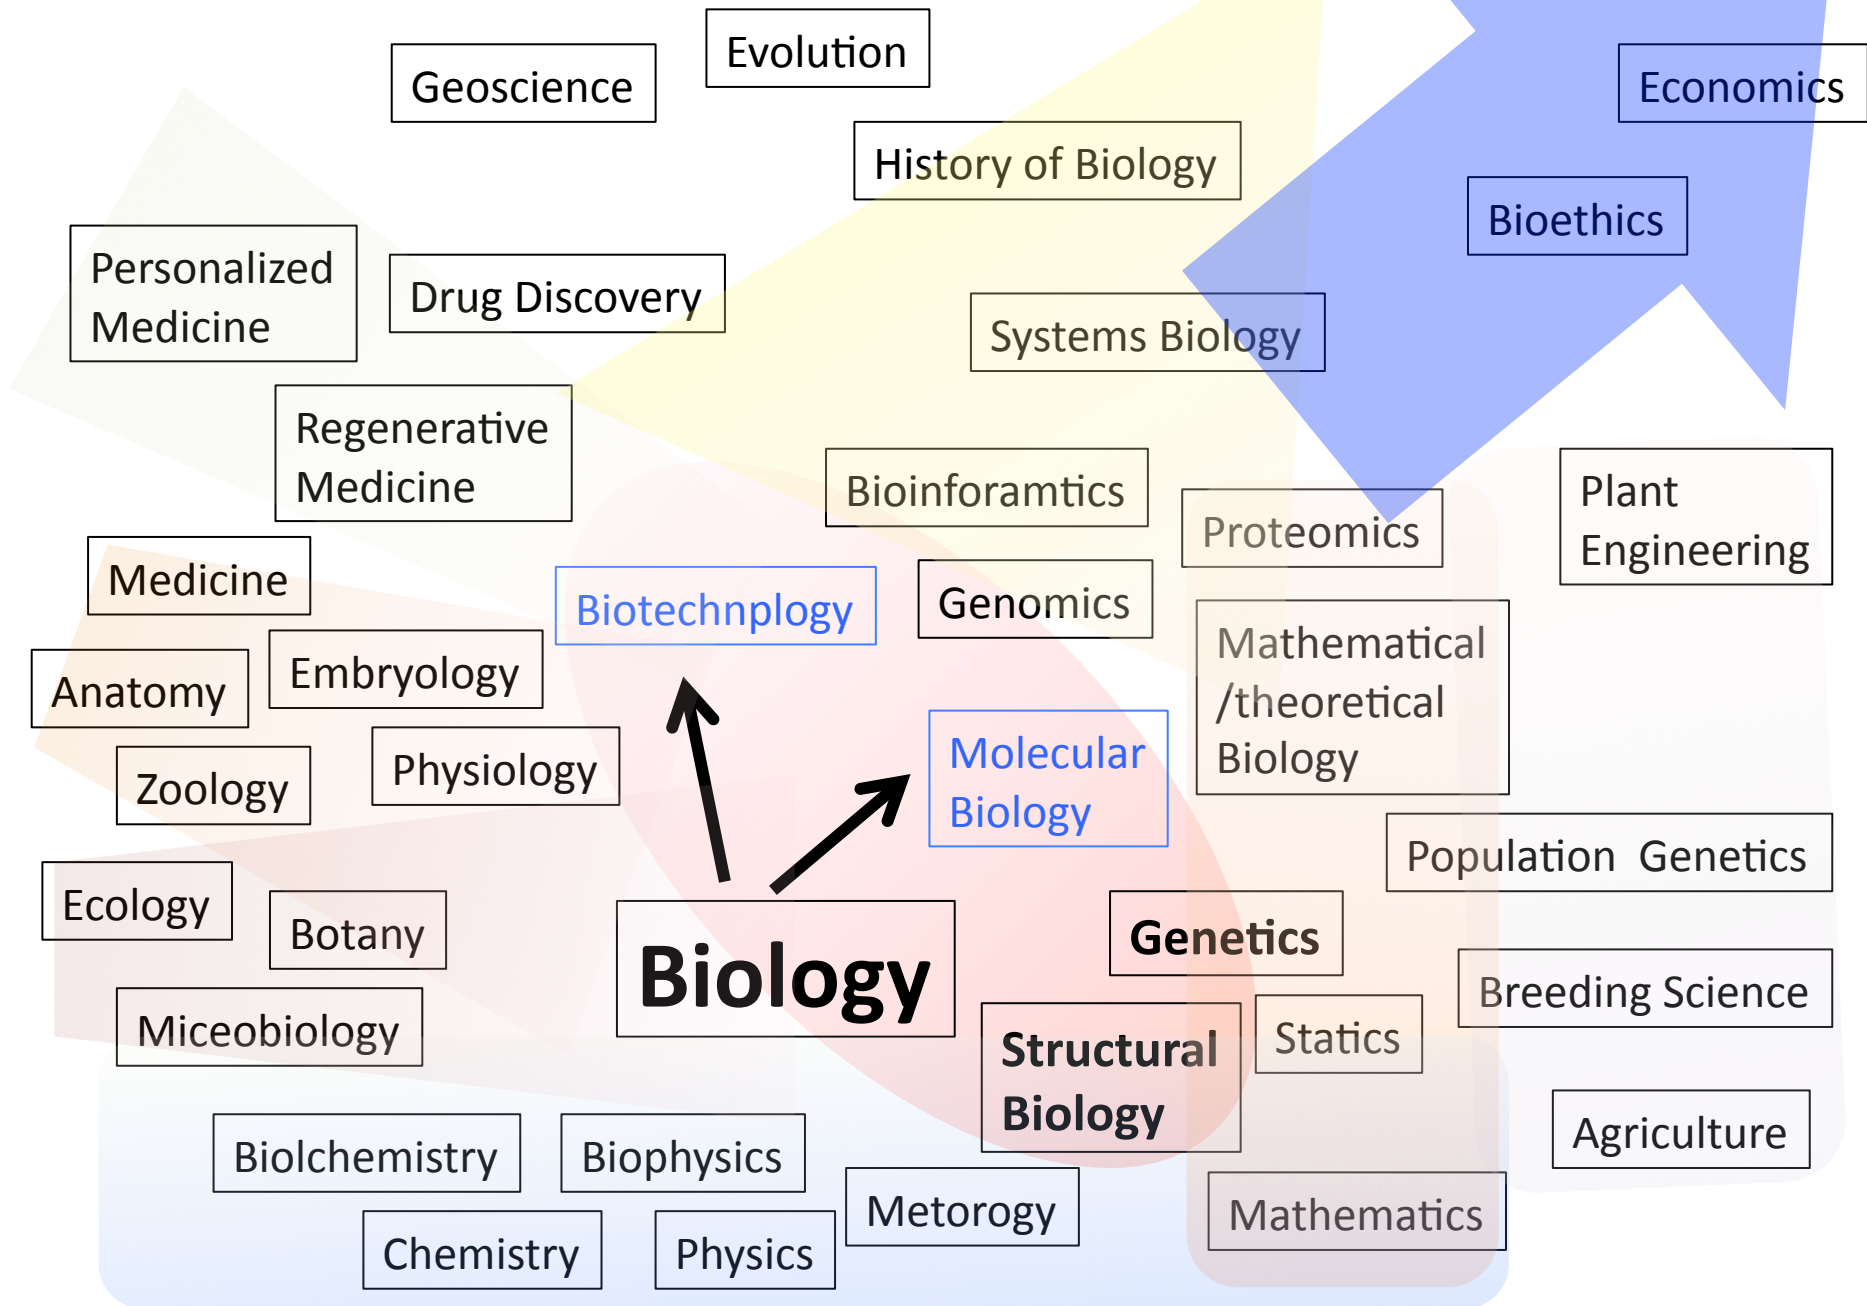 Evolution
Geoscience
Economics
History of Biology
Bioethics
Personalized
Medicine
Drug Discovery
Systems Biology
Regenerative
Medicine
Bioinforamtics
Proteomics
Plant
Engineering
Medicine
Biotechnplogy
Genomics
Mathematical
/theoretical
Biology
Anatomy
Embryology
Zoology
Physiology
Molecular
Biology
Population Genetics
Ecology
Botany
Biology
Genetics
Breeding Science
Miceobiology
Structural
Biology
Statics
Biolchemistry
Biophysics
Agriculture
Metorogy
Mathematics
Chemistry
Physics